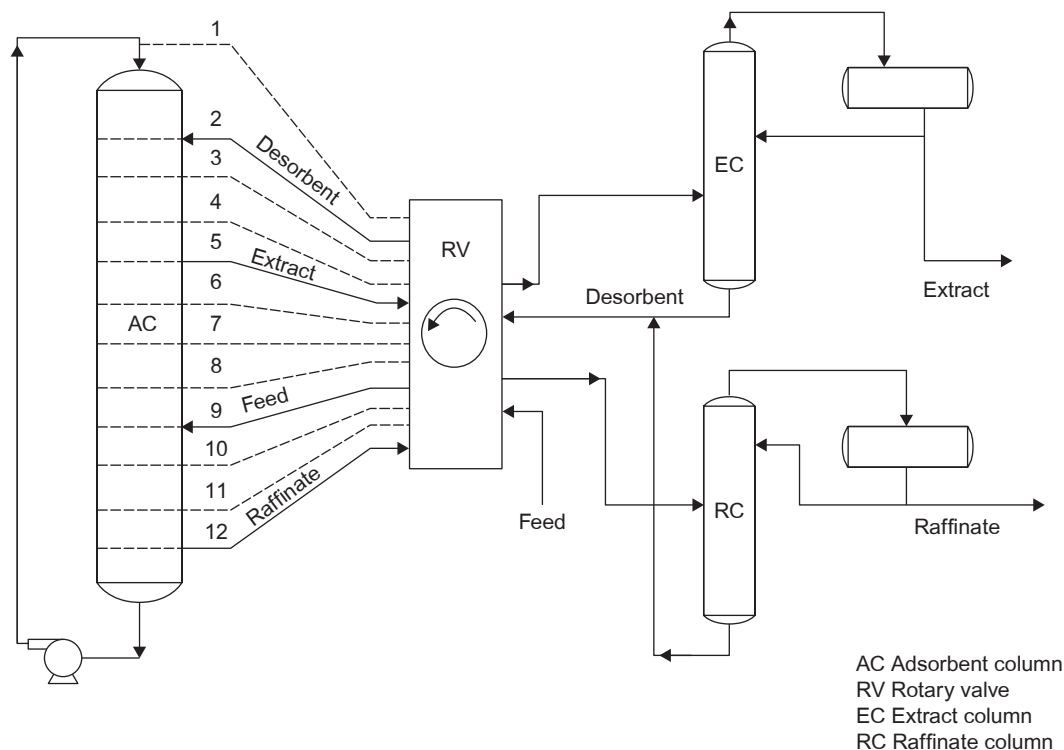 1
2
Desorbent
3
4
5
Extract
6
AC
7
8
9
Feed
10
11
Raffinate
12
RV
EC
Extract
Desorbent
Feed
RC
Raffinate
AC Adsorbent column
RV Rotary valve
EC Extract column
RC Raffinate column